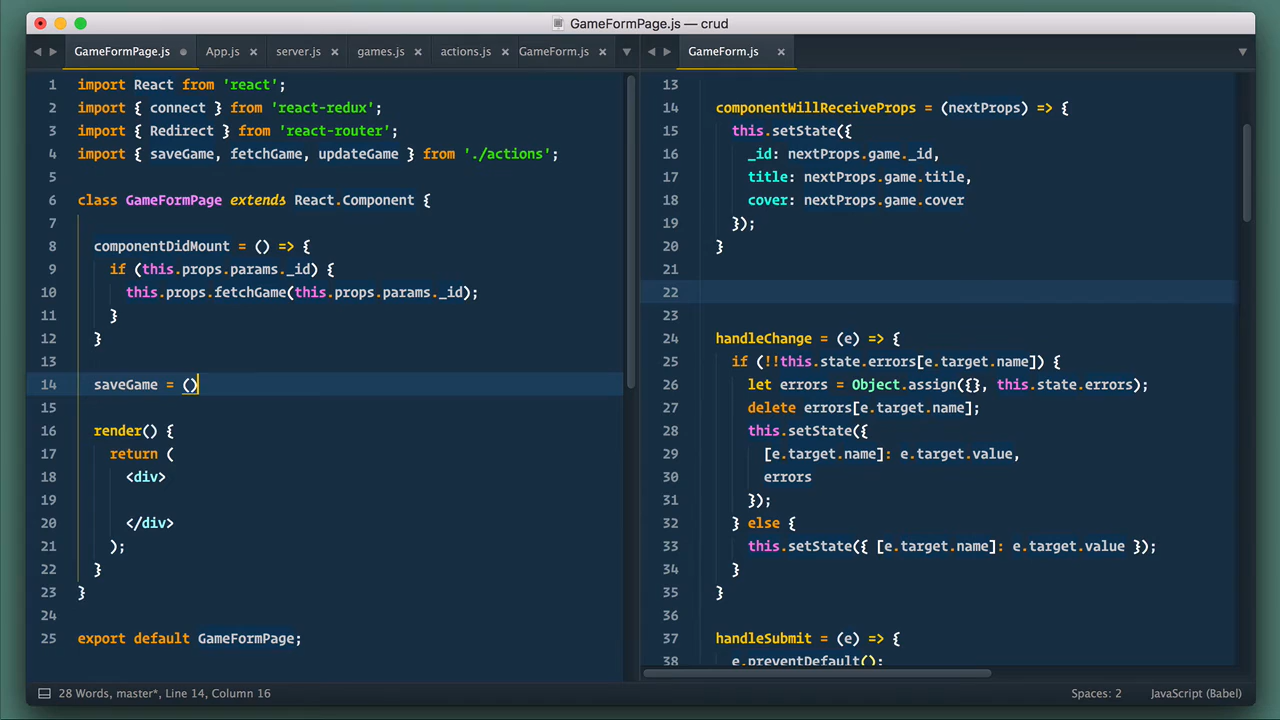 GameFormPage.js — crud
GameFormPage.js App.js server.js games.js actions.js GameForm.js
1 import React from 'react';
2 import { connect } from 'react-redux';
3 import { Redirect } from 'react-router';
4 import { saveGame, fetchGame, updateGame } from './actions';
5
6 class GameFormPage extends React.Component {
7
8 componentDidMount = () => {
9 if (this.props.params._id) {
10 this.props.fetchGame(this.props.params._id);
11 }
12 }
13
14 saveGame = ()
15
16 render() {
17 return (
18 <div>
19
20 </div>
21 );
22 }
23 }
24
25 export default GameFormPage;
GameForm.js
13
14 componentWillReceiveProps = (nextProps) => {
15 this.setState({
16 _id: nextProps.game._id,
17 title: nextProps.game.title,
18 cover: nextProps.game.cover
19 });
20 }
21
22
23
24 handleChange = (e) => {
25 if (!!this.state.errors[e.target.name]) {
26 let errors = Object.assign({}, this.state.errors);
27 delete errors[e.target.name];
28 this.setState({
29 [e.target.name]: e.target.value,
30 errors
31 });
32 } else {
33 this.setState({ [e.target.name]: e.target.value });
34 }
35 }
36
37 handleSubmit = (e) => {
38 e.preventDefault();
28 Words, master*, Line 14, Column 16
Spaces: 2 JavaScript (Babel)